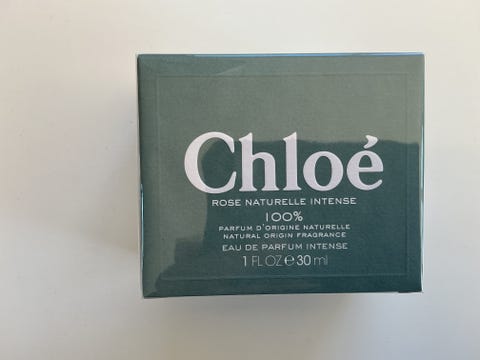 Chloé
ROSE NATURELLE INTENSE
100%
PARFUM D'ORIGINE NATURELLE
NATURAL ORIGIN FRAGRANCE
EAU DE PARFUM INTENSE
1 FL OZ ℮ 30 ml